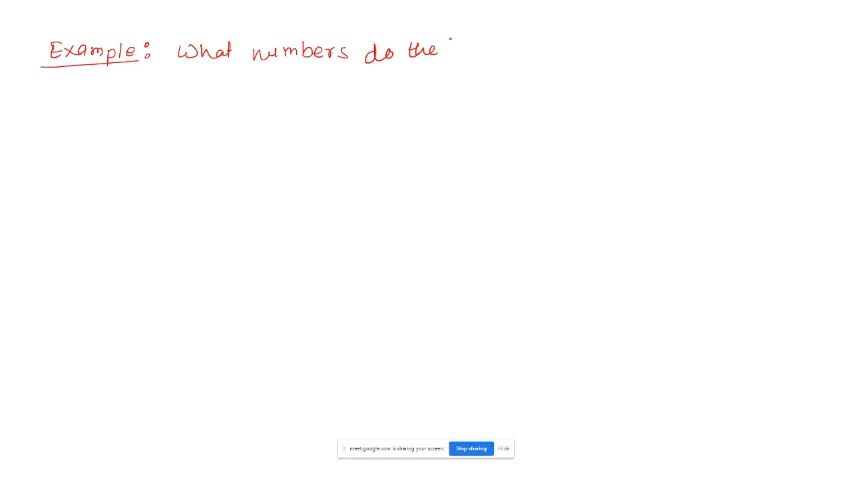 Example: What numbers do the
meet.google.com is sharing your screen. Stop sharing Hide